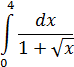 ∫₀⁴ dx / (1 + √x)